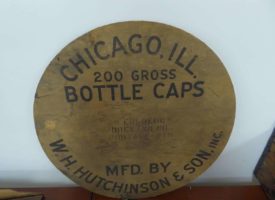 CHICAGO, ILL.
200 GROSS
BOTTLE CAPS
MFD. BY
W.H. HUTCHINSON & SON, INC.